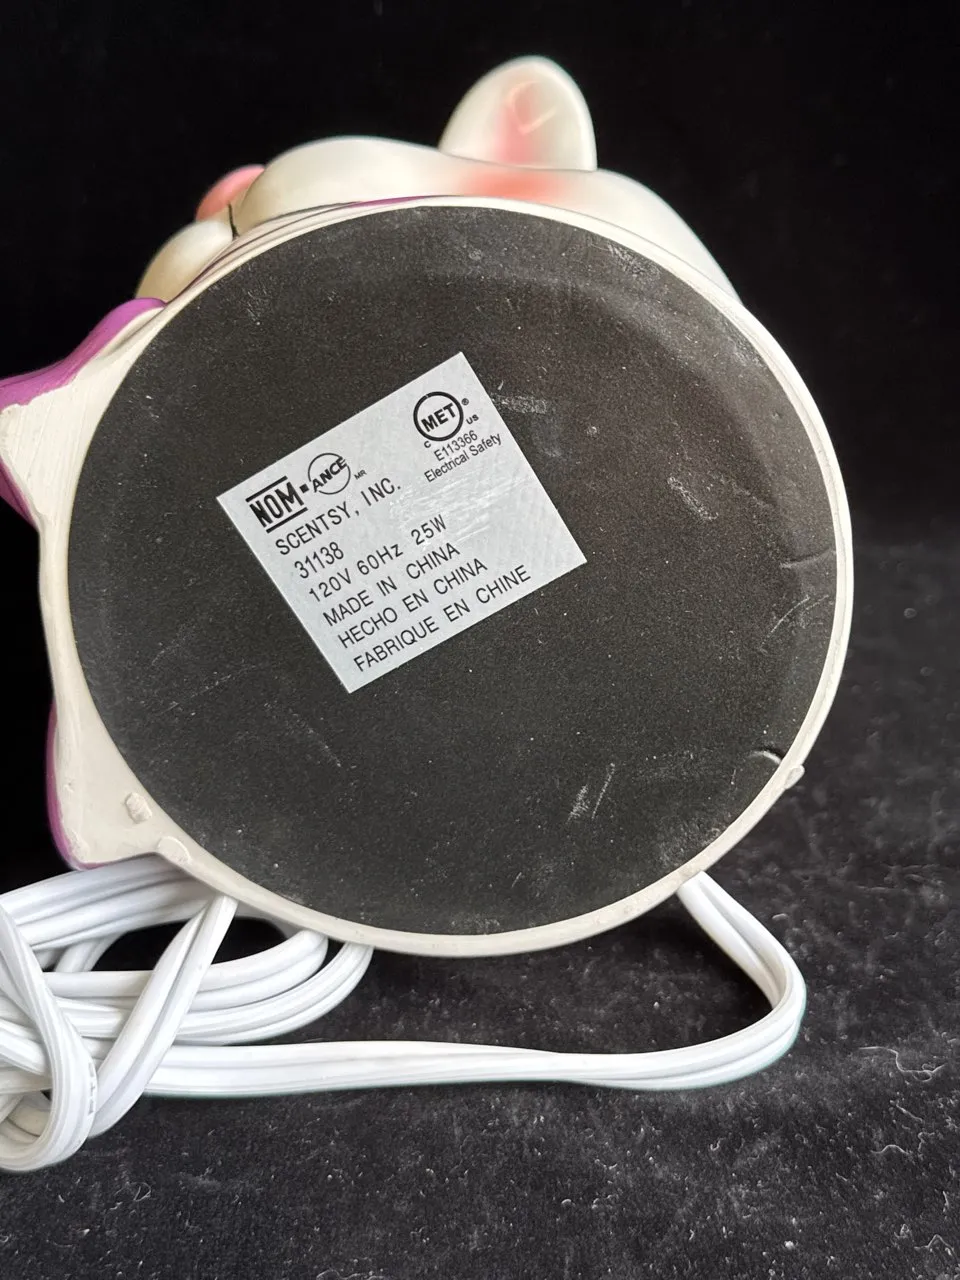 NOM-ANCE MR
SCENTSY, INC.
31138
120V 60Hz 25W
MADE IN CHINA
HECHO EN CHINA
FABRIQUE EN CHINE
MET®
C US
E113366
Electrical Safety